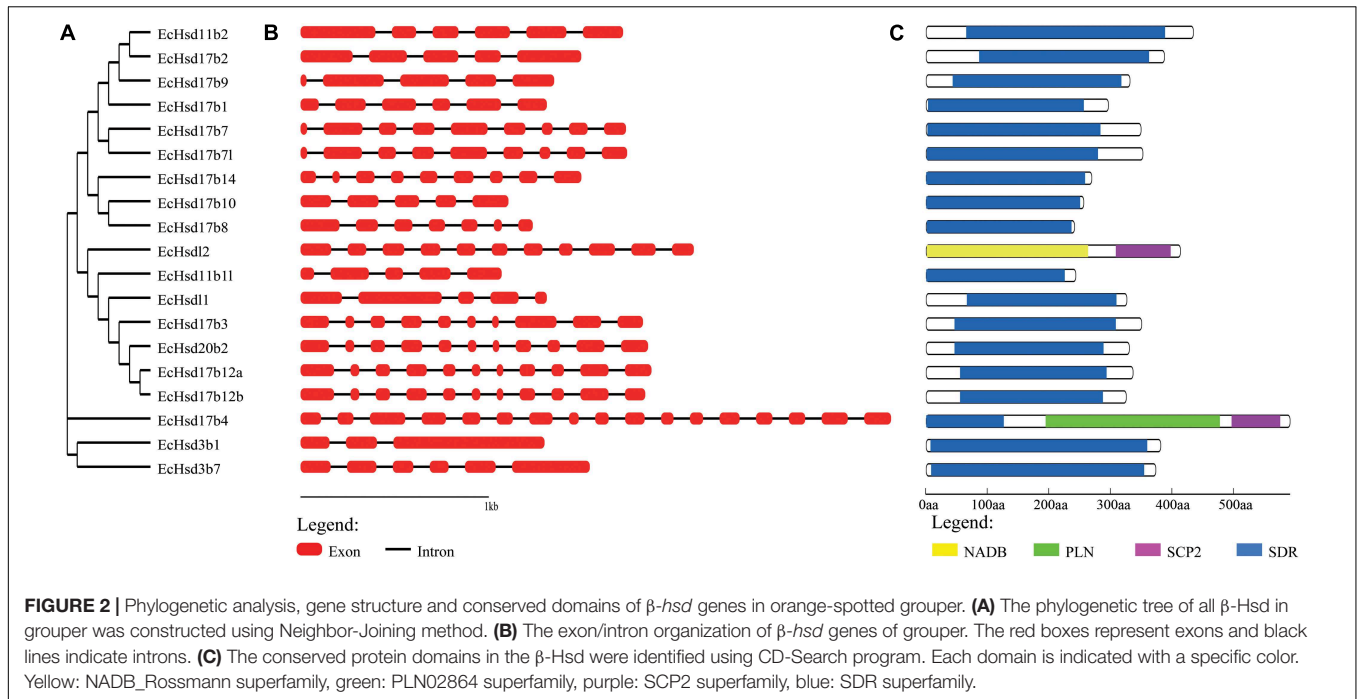 A
B
C
EcHsd11b2
EcHsd17b2
EcHsd17b9
EcHsd17b1
EcHsd17b7
EcHsd17b7l
EcHsd17b14
EcHsd17b10
EcHsd17b8
EcHsdl2
EcHsd11b1l
EcHsdl1
EcHsd17b3
EcHsd20b2
EcHsd17b12a
EcHsd17b12b
EcHsd17b4
EcHsd3b1
EcHsd3b7
1kb
Legend:
Exon Intron
0aa 100aa 200aa 300aa 400aa 500aa
Legend:
NADB PLN SCP2 SDR
FIGURE 2 | Phylogenetic analysis, gene structure and conserved domains of β-hsd genes in orange-spotted grouper. (A) The phylogenetic tree of all β-Hsd in
grouper was constructed using Neighbor-Joining method. (B) The exon/intron organization of β-hsd genes of grouper. The red boxes represent exons and black
lines indicate introns. (C) The conserved protein domains in the β-Hsd were identified using CD-Search program. Each domain is indicated with a specific color.
Yellow: NADB_Rossmann superfamily, green: PLN02864 superfamily, purple: SCP2 superfamily, blue: SDR superfamily.